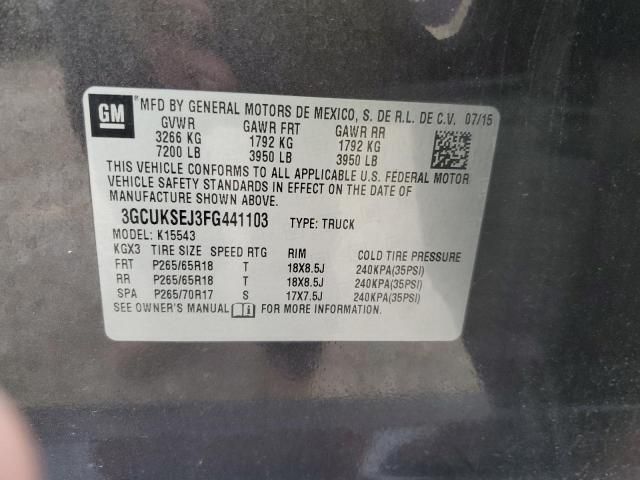 GM ® MFD BY GENERAL MOTORS DE MEXICO, S. DE R.L. DE C.V. 07/15
GVWR GAWR FRT GAWR RR
3266 KG 1792 KG 1792 KG
7200 LB 3950 LB 3950 LB
THIS VEHICLE CONFORMS TO ALL APPLICABLE U.S. FEDERAL MOTOR
VEHICLE SAFETY STANDARDS IN EFFECT ON THE DATE OF
MANUFACTURE SHOWN ABOVE.
3GCUKSEJ3FG441103 TYPE: TRUCK
MODEL: K15543
KGX3 TIRE SIZE SPEED RTG RIM COLD TIRE PRESSURE
FRT P265/65R18 T 18X8.5J 240KPA(35PSI)
RR P265/65R18 T 18X8.5J 240KPA(35PSI)
SPA P265/70R17 S 17X7.5J 240KPA(35PSI)
SEE OWNER'S MANUAL FOR MORE INFORMATION.